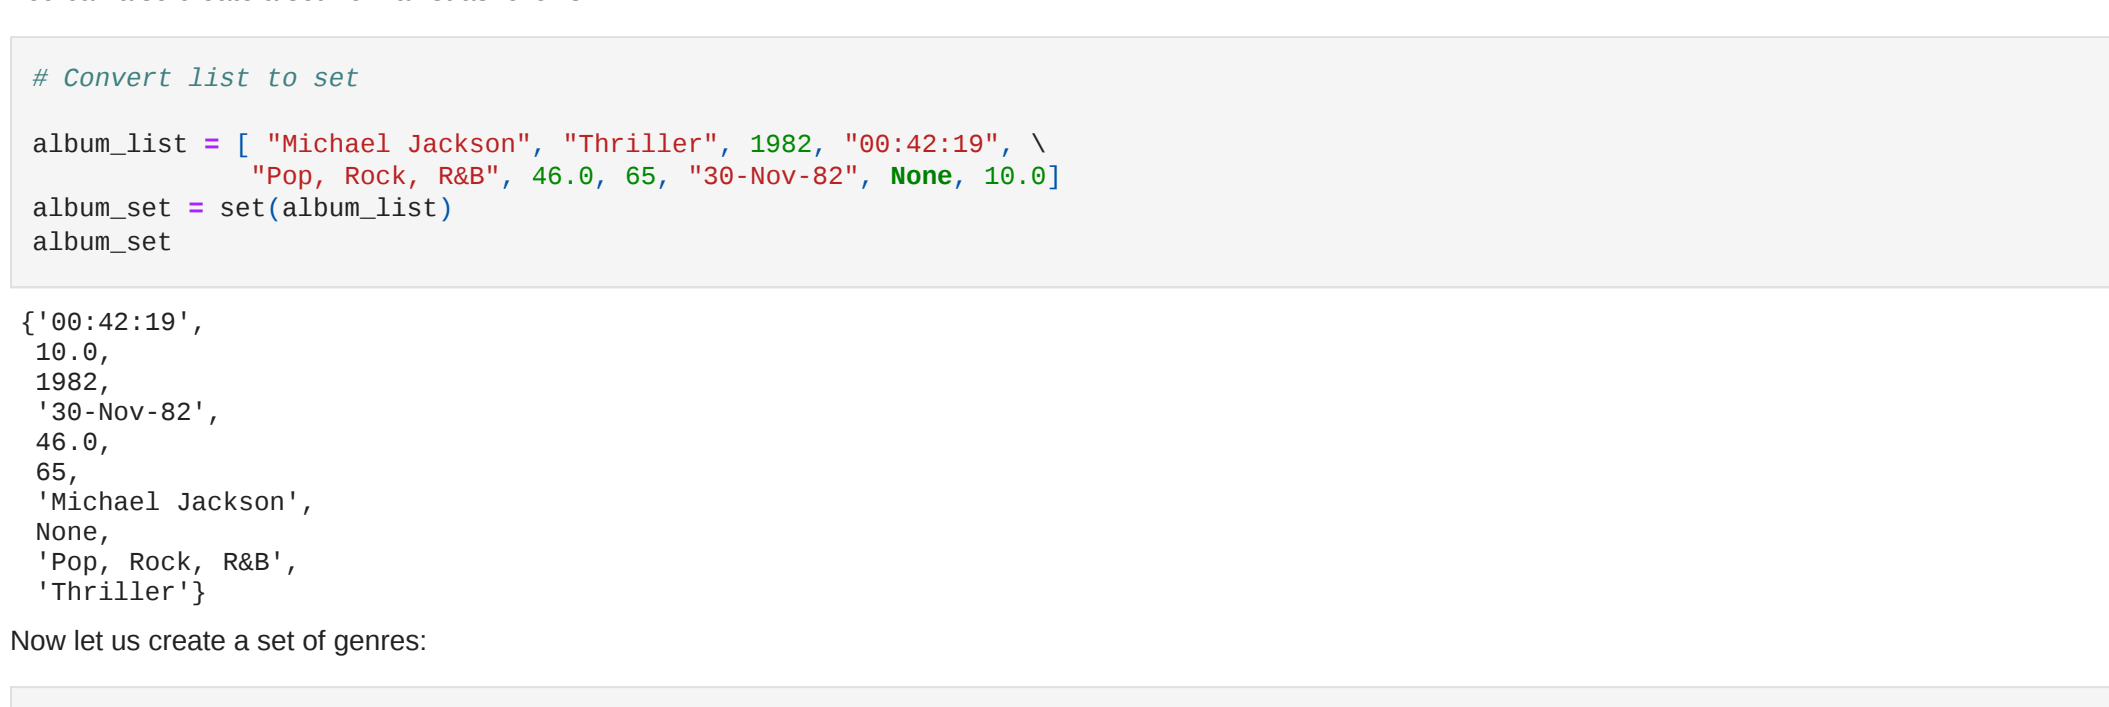 # Convert list to set
album_list = [ "Michael Jackson", "Thriller", 1982, "00:42:19", \
"Pop, Rock, R&B", 46.0, 65, "30-Nov-82", None, 10.0]
album_set = set(album_list)
album_set
{'00:42:19',
10.0,
1982,
'30-Nov-82',
46.0,
65,
'Michael Jackson',
None,
'Pop, Rock, R&B',
'Thriller'}
Now let us create a set of genres: